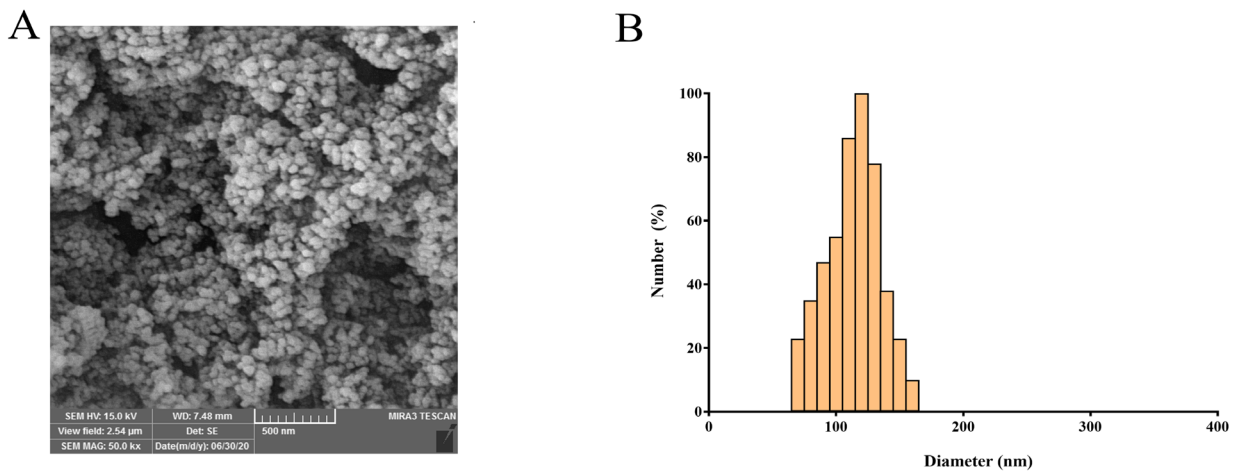 A
SEM HV: 15.0 kV WD: 7.48 mm MIRA3 TESCAN
View field: 2.54 µm Det: SE 500 nm
SEM MAG: 50.0 kx Date(m/d/y): 06/30/20
B
Number (%)
100
80
60
40
20
0
0 100 200 300 400
Diameter (nm)